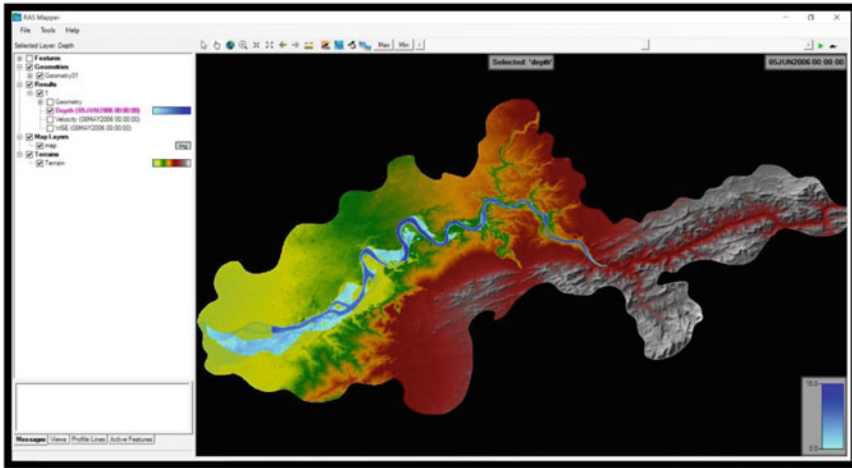 RAS Mapper
File Tools Help
Selected Layer: Depth
Max Min
Features
Geometries
Geometry01
Results
1
Geometry
Depth (05JUN2006 00:00:00)
Velocity (08MAY2006 00:00:00)
WSE (08MAY2006 00:00:00)
Map Layers
map
img
Terrains
Terrain
Selected 'depth'
05JUN2006 00:00:00
15.0
0.0
Messages Views Profile Lines Active Features